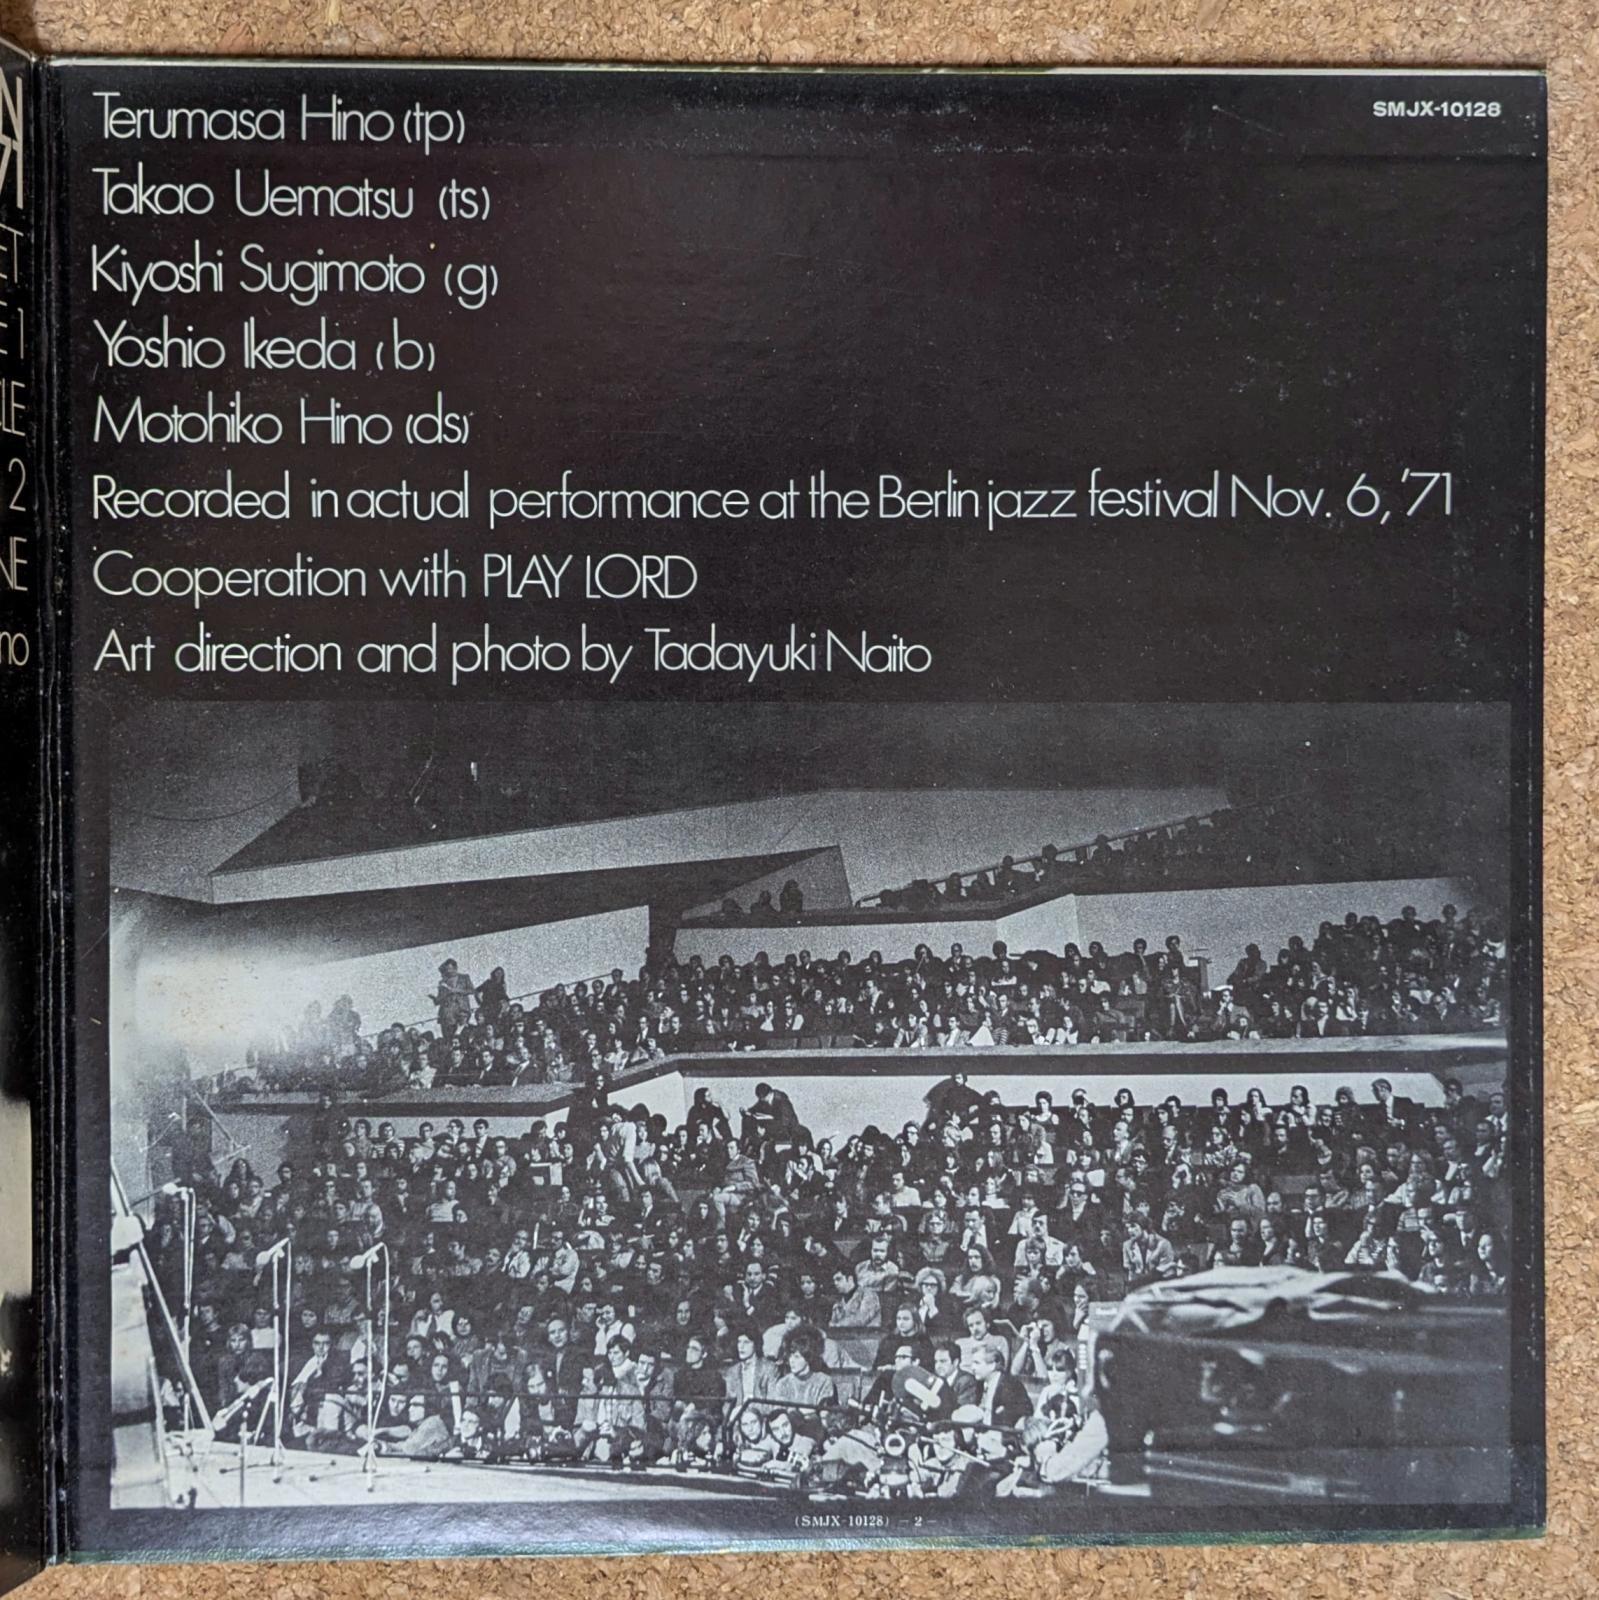 SMJX-10128
Terumasa Hino (tp)
Takao Uematsu (ts)
Kiyoshi Sugimoto (g)
Yoshio Ikeda (b)
Motohiko Hino (ds)
Recorded in actual performance at the Berlin jazz festival Nov. 6, '71
Cooperation with PLAY LORD
Art direction and photo by Tadayuki Naito
(SMJX-10128) -2-